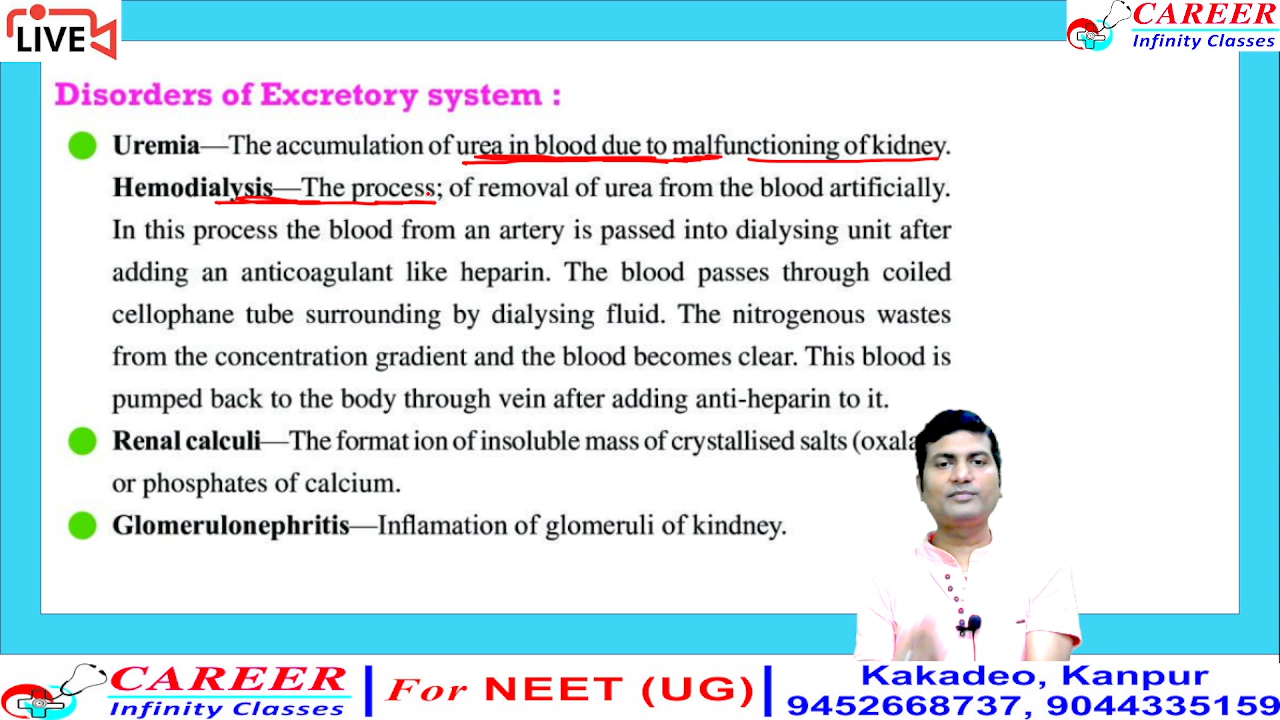 LIVE
CAREER
Infinity Classes
Disorders of Excretory system :
Uremia—The accumulation of urea in blood due to malfunctioning of kidney.
Hemodialysis—The process; of removal of urea from the blood artificially.
In this process the blood from an artery is passed into dialysing unit after
adding an anticoagulant like heparin. The blood passes through coiled
cellophane tube surrounding by dialysing fluid. The nitrogenous wastes
from the concentration gradient and the blood becomes clear. This blood is
pumped back to the body through vein after adding anti-heparin to it.
Renal calculi—The format ion of insoluble mass of crystallised salts
or phosphates of calcium.
Glomerulonephritis—Inflamation of glomeruli of kindney.
CAREER
Infinity Classes
For NEET (UG)
Kakadeo, Kanpur
9452668737, 9044335159